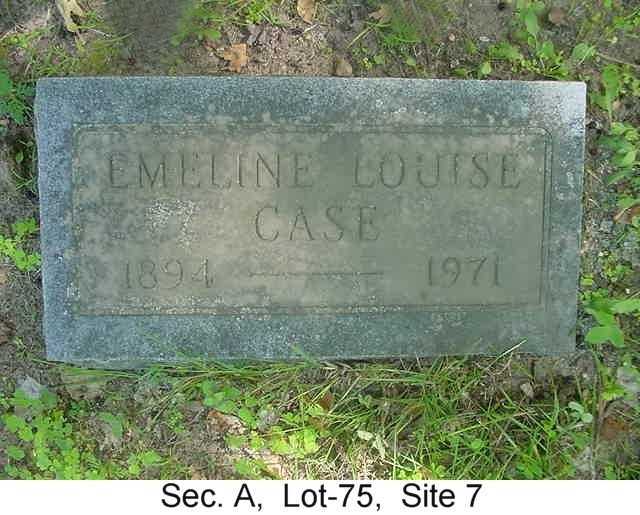 EMELINE LOUISE
CASE
1894 — 1971
Sec. A, Lot-75, Site 7